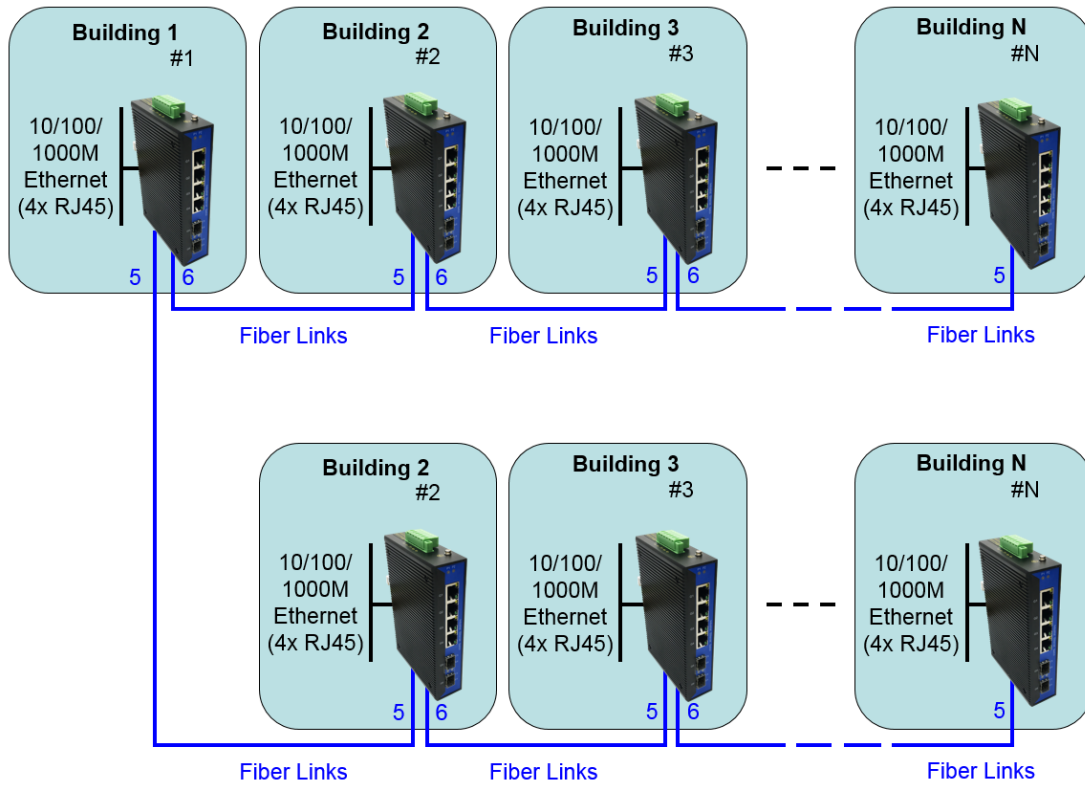 Building 1
#1
10/100/
1000M
Ethernet
(4x RJ45)
5 6
Building 2
#2
10/100/
1000M
Ethernet
(4x RJ45)
5 6
Building 3
#3
10/100/
1000M
Ethernet
(4x RJ45)
5 6
Building N
#N
10/100/
1000M
Ethernet
(4x RJ45)
5
Fiber Links
Fiber Links
Fiber Links
Building 2
#2
10/100/
1000M
Ethernet
(4x RJ45)
5 6
Building 3
#3
10/100/
1000M
Ethernet
(4x RJ45)
5 6
Building N
#N
10/100/
1000M
Ethernet
(4x RJ45)
5
Fiber Links
Fiber Links
Fiber Links